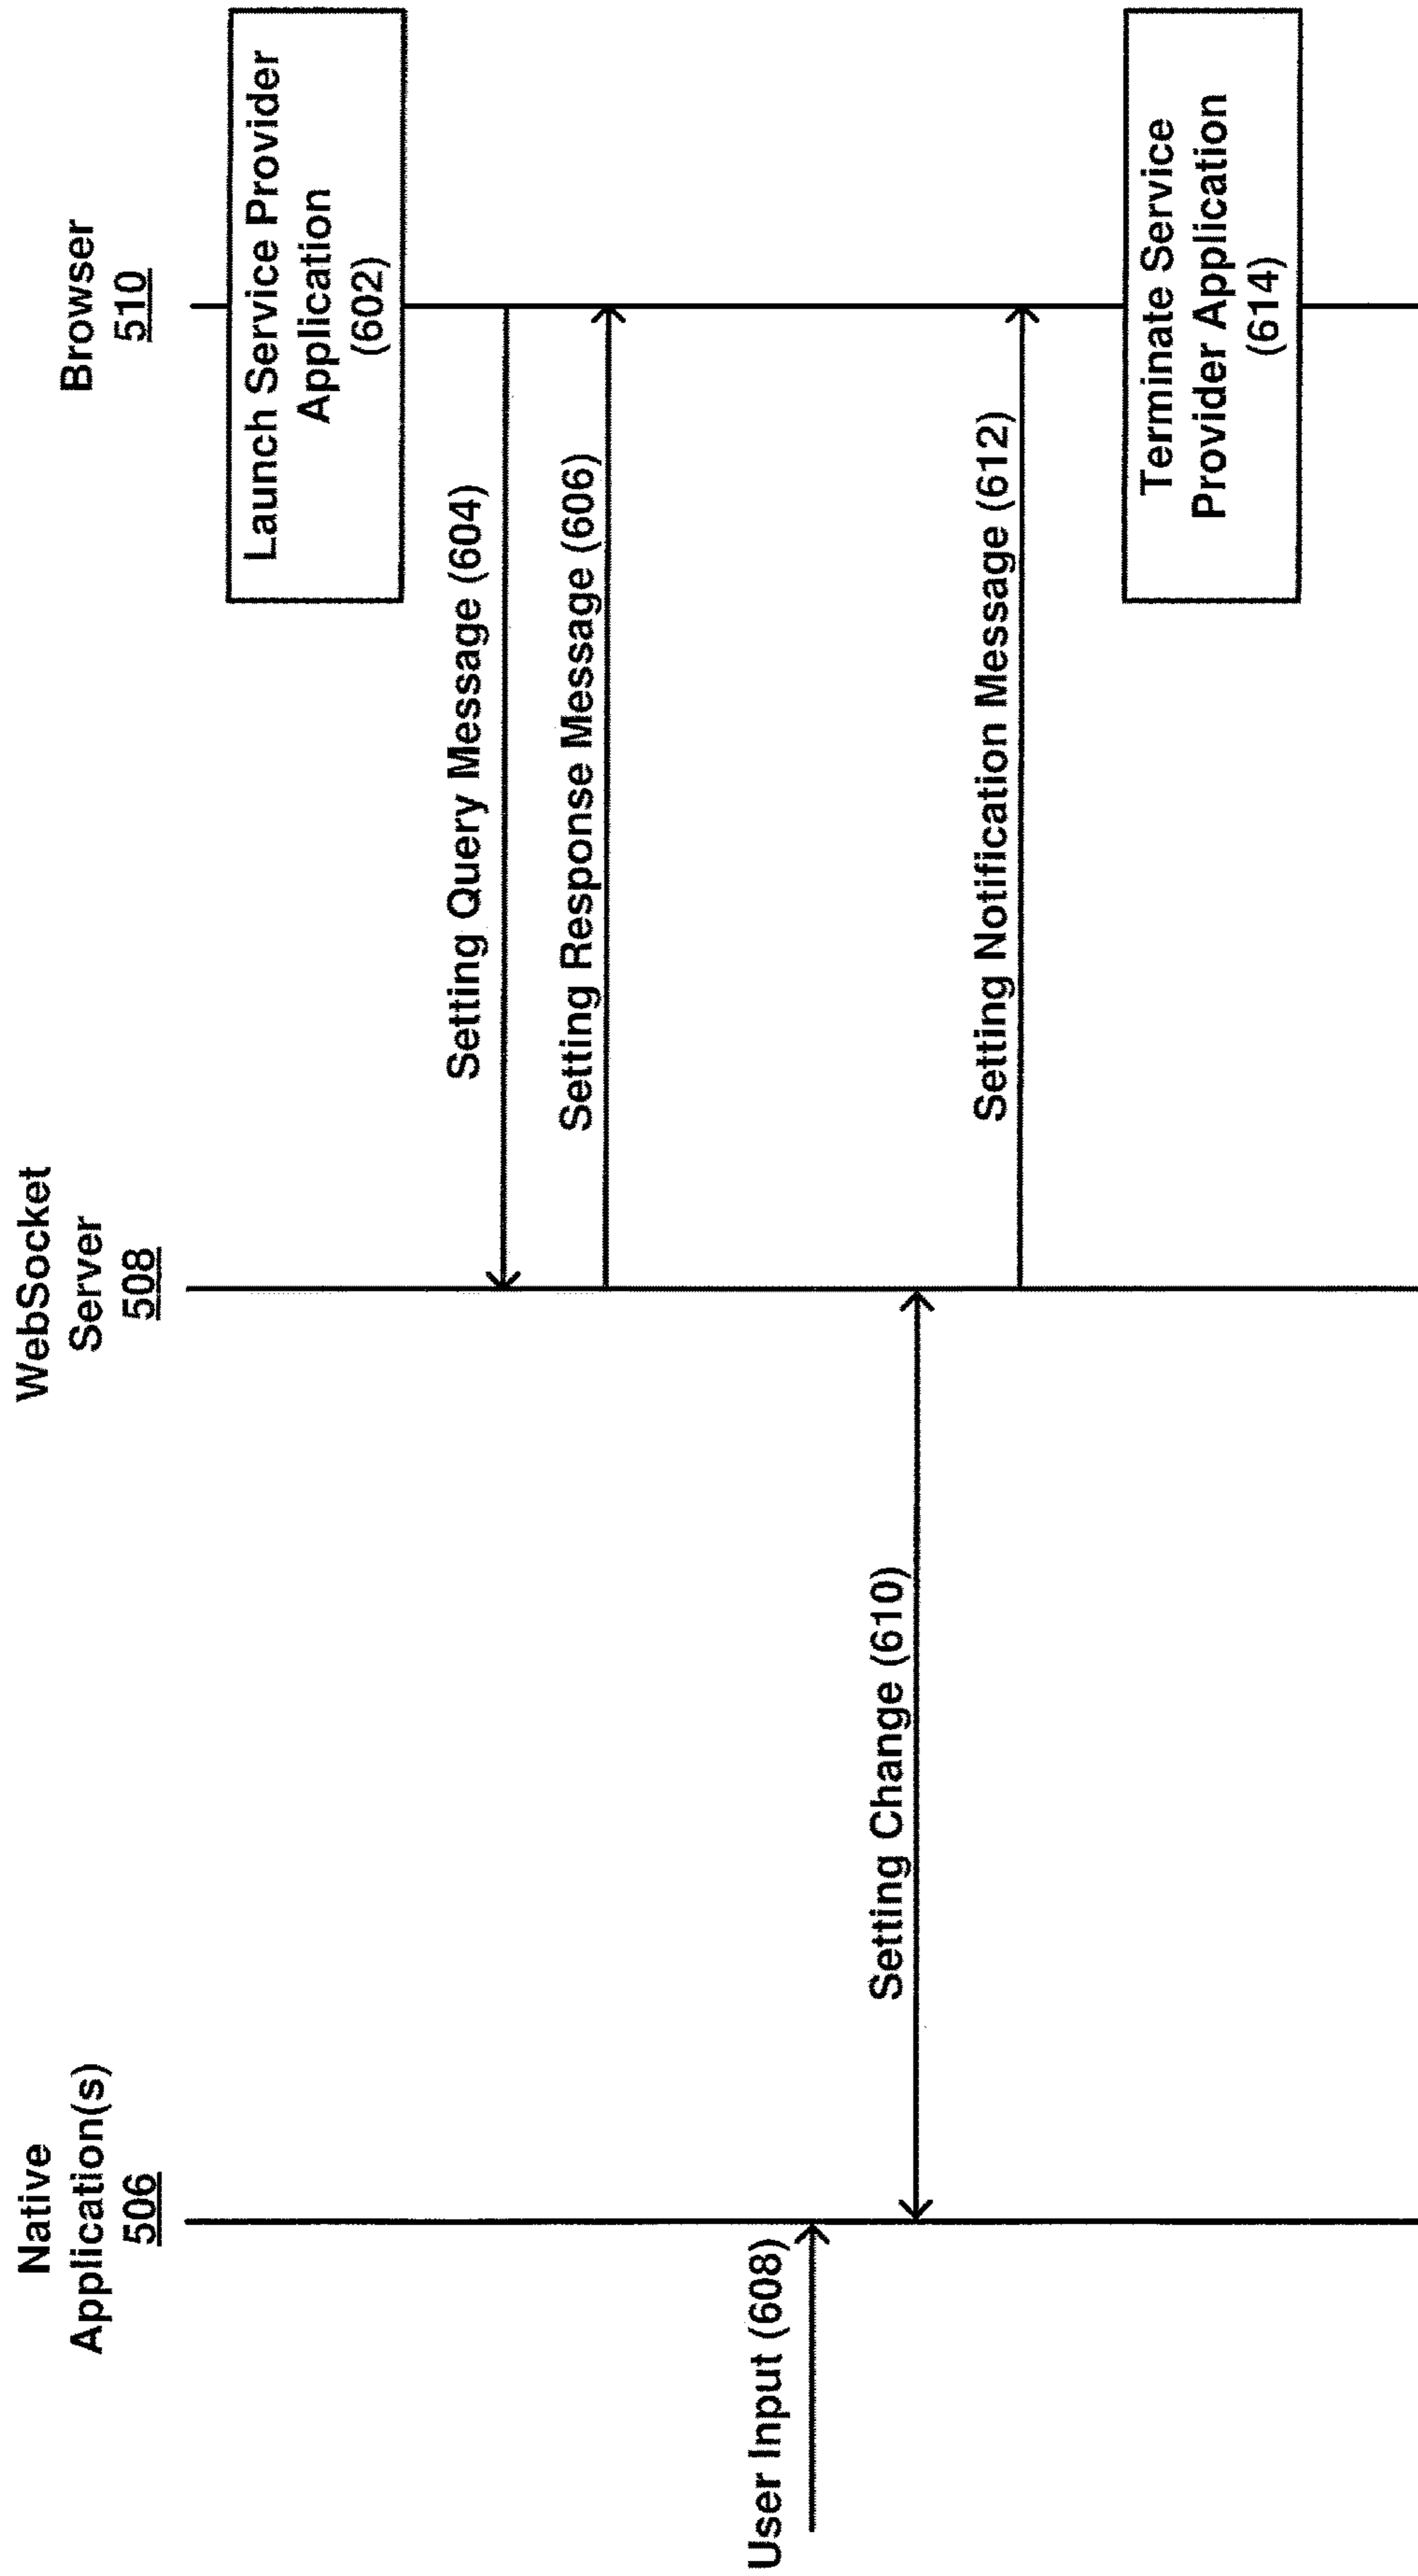 Native
Application(s)
506
WebSocket
Server
508
Browser
510
Launch Service Provider
Application
(602)
Setting Query Message (604)
Setting Response Message (606)
User Input (608)
Setting Change (610)
Setting Notification Message (612)
Terminate Service
Provider Application
(614)